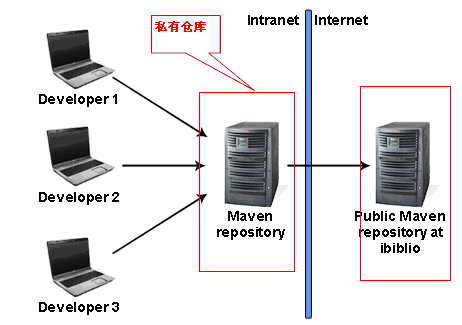 私有仓库
Intranet
Internet
Developer 1
Developer 2
Developer 3
Maven
repository
Public Maven
repository at
ibiblio